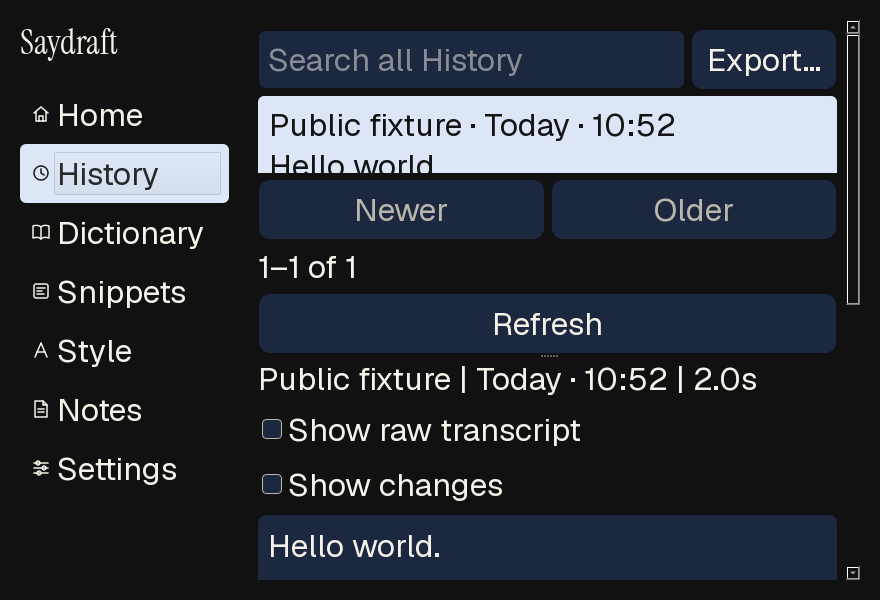 Saydraft
Home
History
Dictionary
Snippets
Style
Notes
Settings
Search all History
Export...
Public fixture · Today · 10:52
Hello world
Newer
Older
1–1 of 1
Refresh
Public fixture | Today · 10:52 | 2.0s
Show raw transcript
Show changes
Hello world.